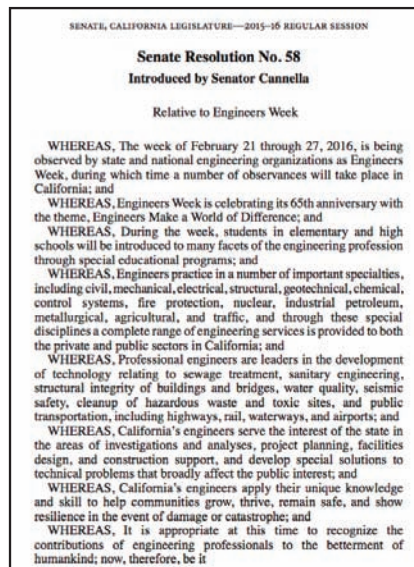 SENATE, CALIFORNIA LEGISLATURE—2015–16 REGULAR SESSION
Senate Resolution No. 58
Introduced by Senator Cannella
Relative to Engineers Week
WHEREAS, The week of February 21 through 27, 2016, is being
observed by state and national engineering organizations as Engineers
Week, during which time a number of observances will take place in
California; and
WHEREAS, Engineers Week is celebrating its 65th anniversary with
the theme, Engineers Make a World of Difference; and
WHEREAS, During the week, students in elementary and high
schools will be introduced to many facets of the engineering profession
through special educational programs; and
WHEREAS, Engineers practice in a number of important specialties,
including civil, mechanical, electrical, structural, geotechnical, chemical,
control systems, fire protection, nuclear, industrial petroleum,
metallurgical, agricultural, and traffic, and through these special
disciplines a complete range of engineering services is provided to both
the private and public sectors in California; and
WHEREAS, Professional engineers are leaders in the development
of technology relating to sewage treatment, sanitary engineering,
structural integrity of buildings and bridges, water quality, seismic
safety, cleanup of hazardous waste and toxic sites, and public
transportation, including highways, rail, waterways, and airports; and
WHEREAS, California's engineers serve the interest of the state in
the areas of investigations and analyses, project planning, facilities
design, and construction support, and develop special solutions to
technical problems that broadly affect the public interest; and
WHEREAS, California's engineers apply their unique knowledge
and skill to help communities grow, thrive, remain safe, and show
resilience in the event of damage or catastrophe; and
WHEREAS, It is appropriate at this time to recognize the
contributions of engineering professionals to the betterment of
humankind; now, therefore, be it